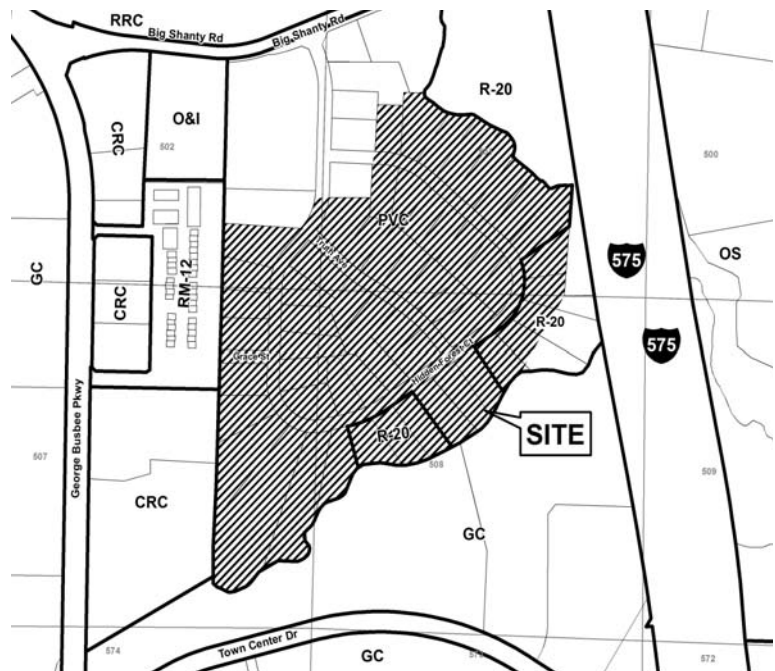 RRC
Big Shanty Rd
Big Shanty Rd
R-20
O&I
CRC
502
500
PVC
GC
OS
575
RM-12
CRC
R-20
575
Hidden Forest Ct
George Busbee Pkwy
R-20
SITE
507
508
509
CRC
GC
Town Center Dr
574
GC
572